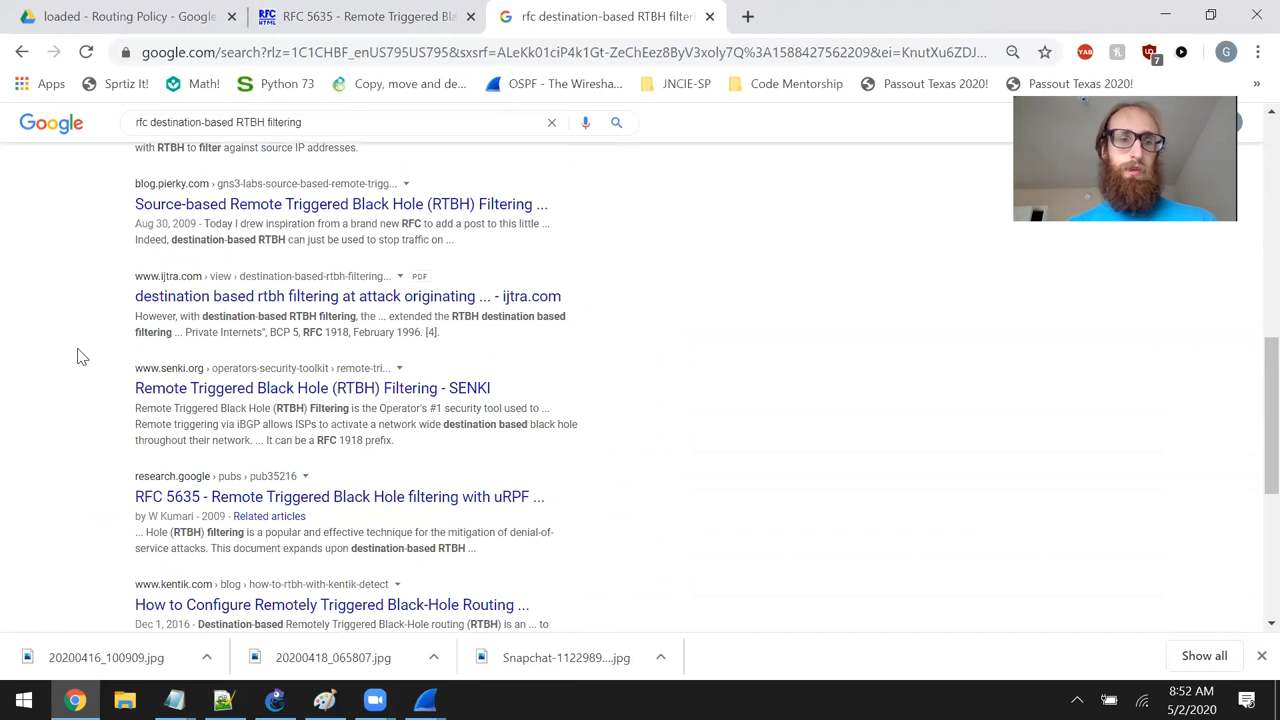 loaded - Routing Policy - Google
RFC 5635 - Remote Triggered Bla
rfc destination-based RTBH filter
google.com/search?rlz=1C1CHBF_enUS795US795&sxsrf=ALeKk01ciP4k1Gt-ZeChEez8ByV3xoly7Q%3A1588427562209&ei=KnutXu6ZDJ...
YAB
7
G
Apps
Sprtiz It!
Math!
Python 73
Copy, move and de...
OSPF - The Wiresha...
JNCIE-SP
Code Mentorship
Passout Texas 2020!
Passout Texas 2020!
»
Google
rfc destination-based RTBH filtering
with RTBH to filter against source IP addresses.
blog.pierky.com › gns3-labs-source-based-remote-trigg...
Source-based Remote Triggered Black Hole (RTBH) Filtering ...
Aug 30, 2009 - Today I drew inspiration from a brand new RFC to add a post to this little ...
Indeed, destination-based RTBH can just be used to stop traffic on ...
www.ijtra.com › view › destination-based-rtbh-filtering... PDF
destination based rtbh filtering at attack originating ... - ijtra.com
However, with destination-based RTBH filtering, the ... extended the RTBH destination based
filtering ... Private Internets", BCP 5, RFC 1918, February 1996. [4].
www.senki.org › operators-security-toolkit › remote-tri...
Remote Triggered Black Hole (RTBH) Filtering - SENKI
Remote Triggered Black Hole (RTBH) Filtering is the Operator's #1 security tool used to ...
Remote triggering via iBGP allows ISPs to activate a network wide destination based black hole
throughout their network. ... It can be a RFC 1918 prefix.
research.google › pubs › pub35216
RFC 5635 - Remote Triggered Black Hole filtering with uRPF ...
by W Kumari - 2009 - Related articles
... Hole (RTBH) filtering is a popular and effective technique for the mitigation of denial-of-
service attacks. This document expands upon destination-based RTBH ...
www.kentik.com › blog › how-to-rtbh-with-kentik-detect
How to Configure Remotely Triggered Black-Hole Routing ...
Dec 1, 2016 - Destination-based Remotely Triggered Black-Hole routing (RTBH) is an ... to
20200416_100909.jpg
20200418_065807.jpg
Snapchat-1122989....jpg
Show all
8:52 AM
5/2/2020